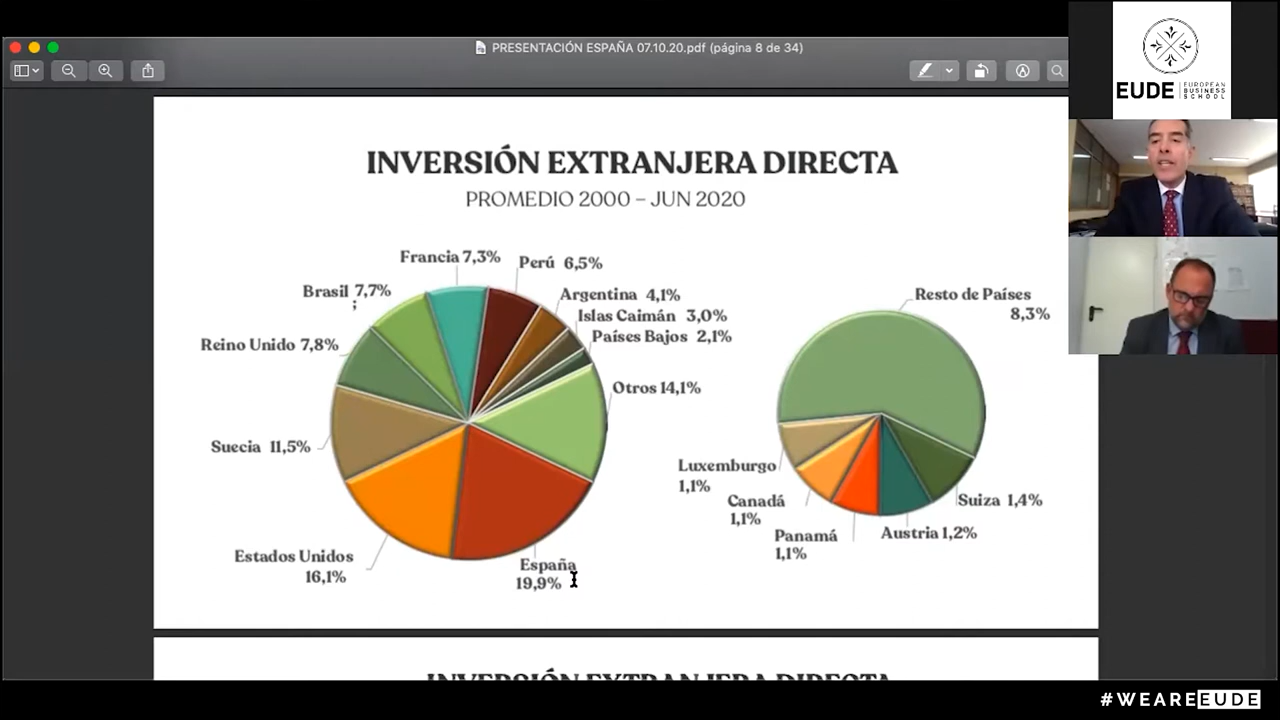 PRESENTACIÓN ESPAÑA 07.10.20.pdf (página 8 de 34)
EUDE EUROPEAN
BUSINESS
SCHOOL
INVERSIÓN EXTRANJERA DIRECTA
PROMEDIO 2000 – JUN 2020
Francia 7,3%
Perú 6,5%
Brasil 7,7%
;
Argentina 4,1%
Islas Caimán 3,0%
Países Bajos 2,1%
Reino Unido 7,8%
Otros 14,1%
Suecia 11,5%
Estados Unidos
16,1%
España
19,9%
Resto de Países
8,3%
Luxemburgo
1,1%
Canadá
1,1%
Panamá
1,1%
Austria 1,2%
Suiza 1,4%
INVERSIÓN EXTRANJERA DIRECTA
#WEAREEUDE